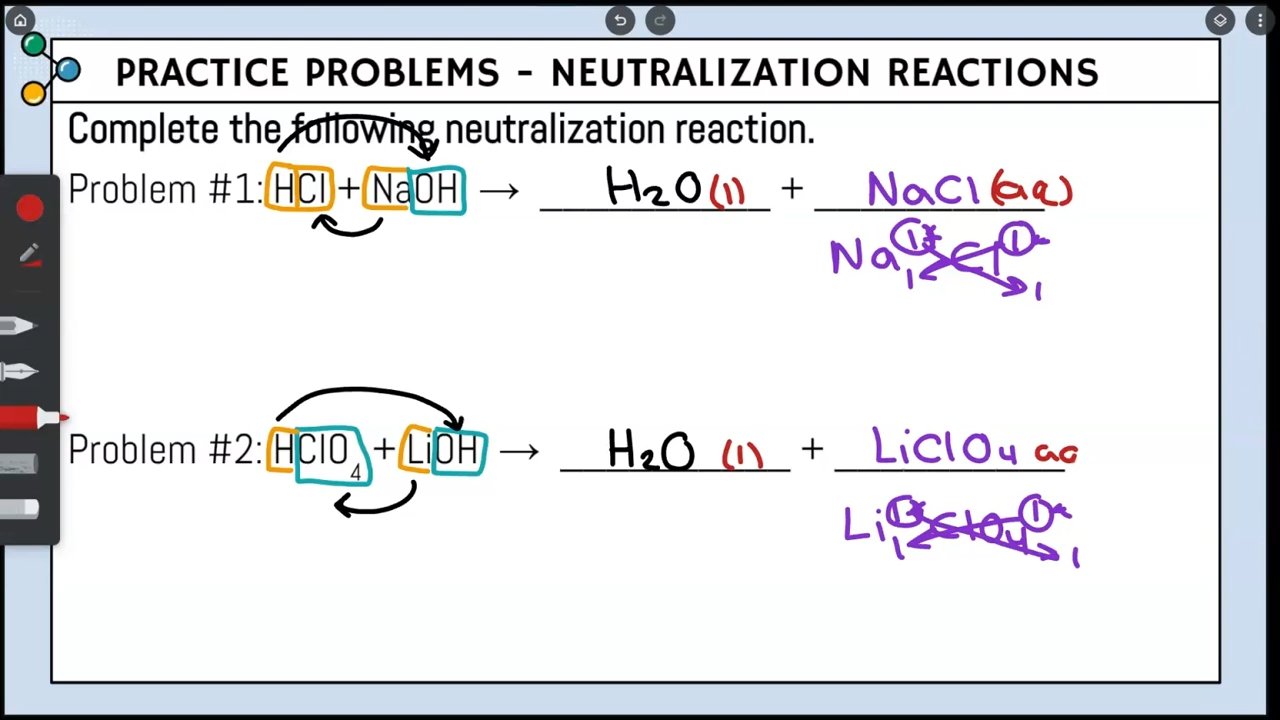 PRACTICE PROBLEMS - NEUTRALIZATION REACTIONS
Complete the following neutralization reaction.
Problem #1: HCl + NaOH → H₂O (l) + NaCl (aq)
Na 1+ Cl 1-
1 1
Problem #2: HClO₄ + LiOH → H₂O (l) + LiClO₄ aq
Li 1+ ClO₄ 1-
1 1